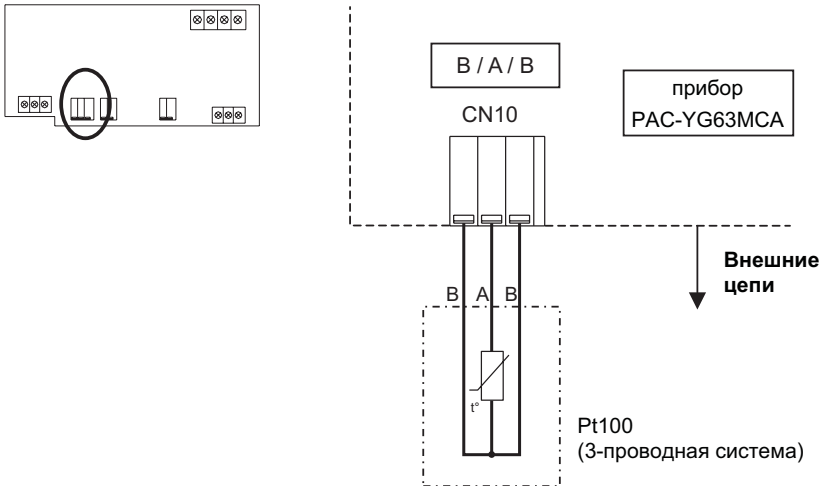 B / A / B
CN10
прибор
PAC-YG63MCA
Внешние
цепи
B A B
t°
Pt100
(3-проводная система)